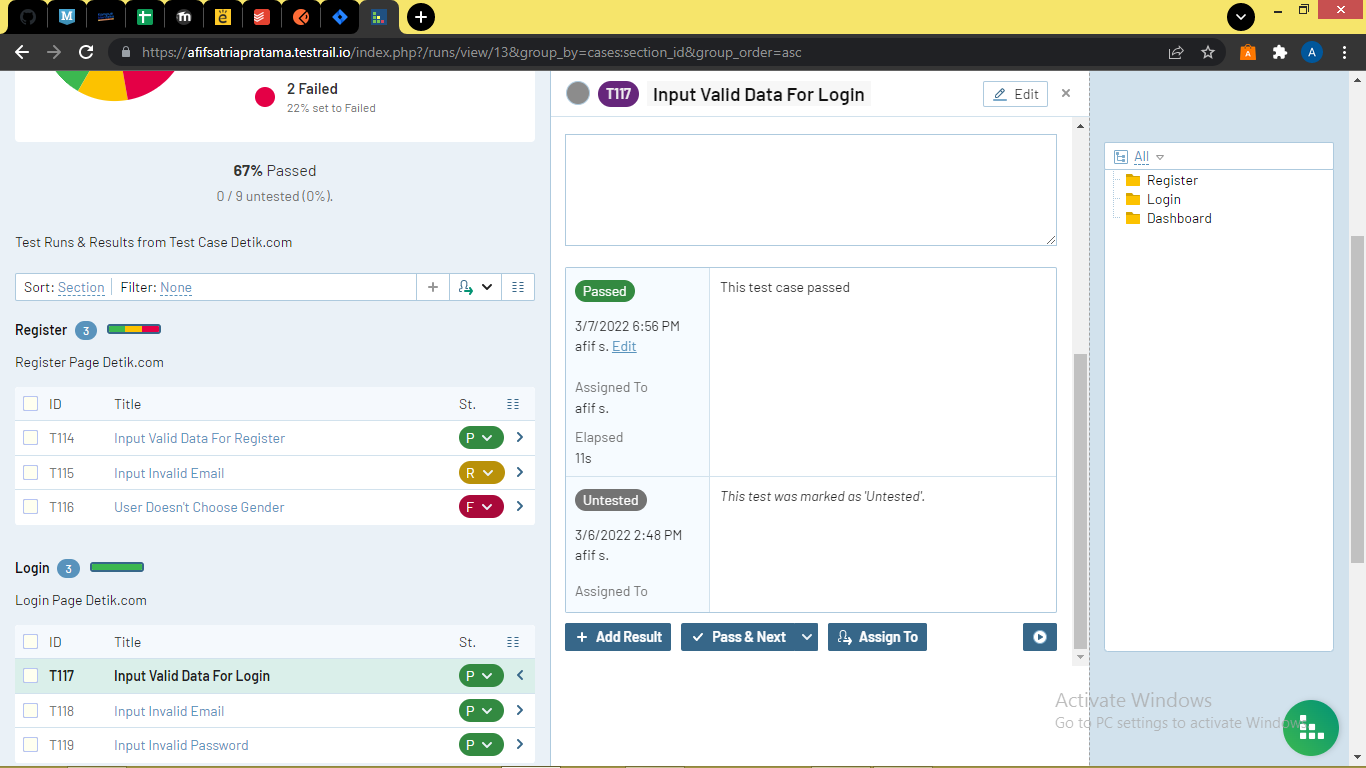 https://afifsatriapratama.testrail.io/index.php?/runs/view/13&group_by=cases:section_id&group_order=asc
A
2 Failed
22% set to Failed
67% Passed
0 / 9 untested (0%).
Test Runs & Results from Test Case Detik.com
Sort: Section Filter: None
Register 3
Register Page Detik.com
ID Title St.
T114 Input Valid Data For Register P
T115 Input Invalid Email R
T116 User Doesn't Choose Gender F
Login 3
Login Page Detik.com
ID Title St.
T117 Input Valid Data For Login P
T118 Input Invalid Email P
T119 Input Invalid Password P
T117 Input Valid Data For Login Edit
Passed
3/7/2022 6:56 PM
afif s. Edit
Assigned To
afif s.
Elapsed
11s
This test case passed
Untested
3/6/2022 2:48 PM
afif s.
Assigned To
This test was marked as 'Untested'.
Add Result Pass & Next Assign To
All
Register
Login
Dashboard
Activate Windows
Go to PC settings to activate Windows.